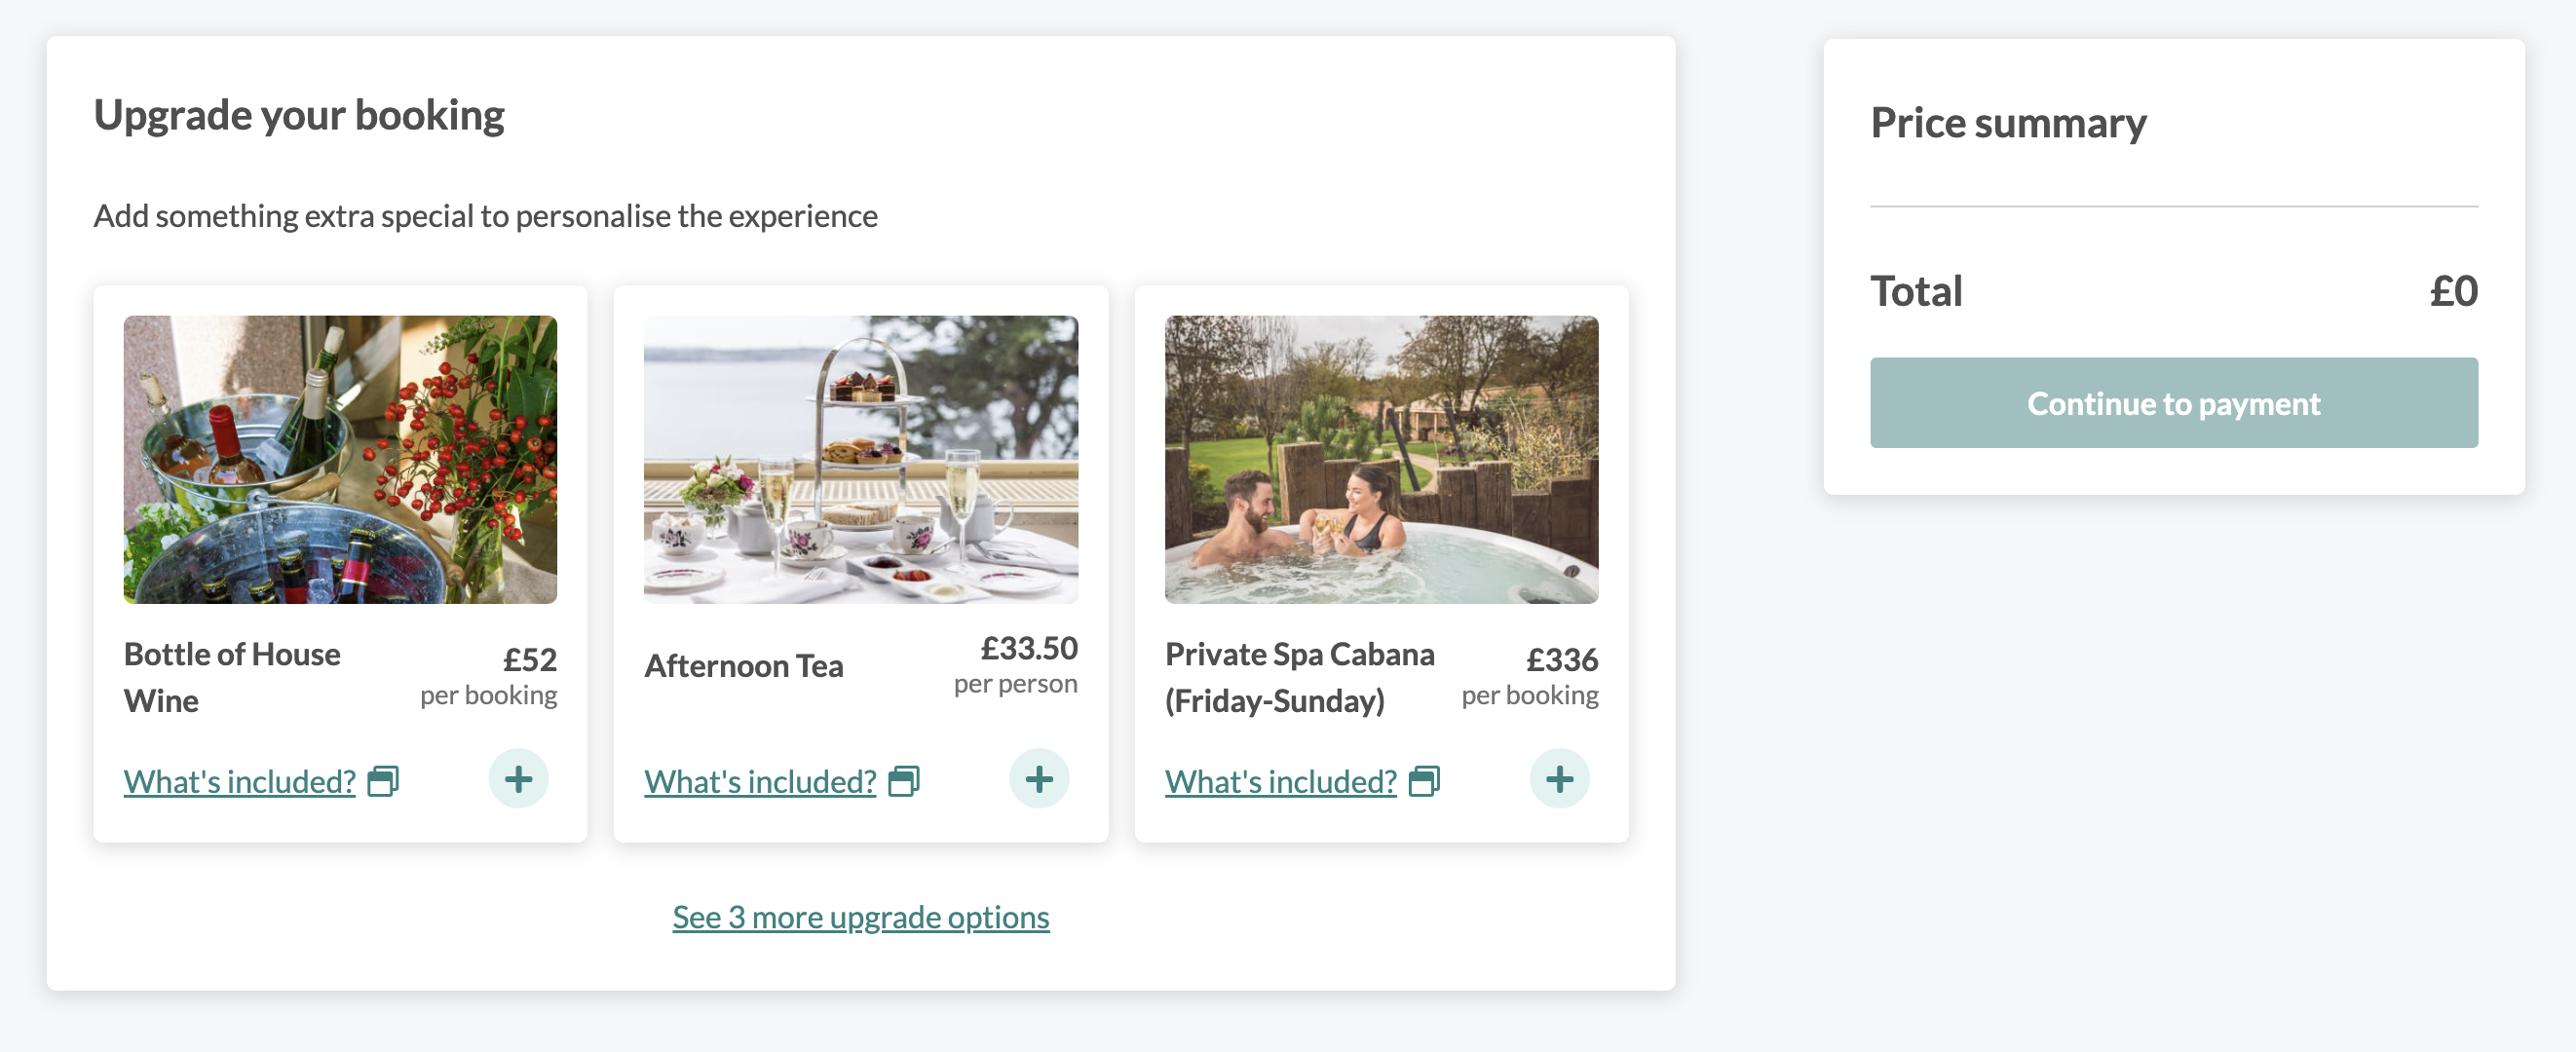 Upgrade your booking
Add something extra special to personalise the experience
Bottle of House
Wine
£52
per booking
What's included?
Afternoon Tea
£33.50
per person
What's included?
Private Spa Cabana
(Friday-Sunday)
£336
per booking
What's included?
See 3 more upgrade options
Price summary
Total £0
Continue to payment